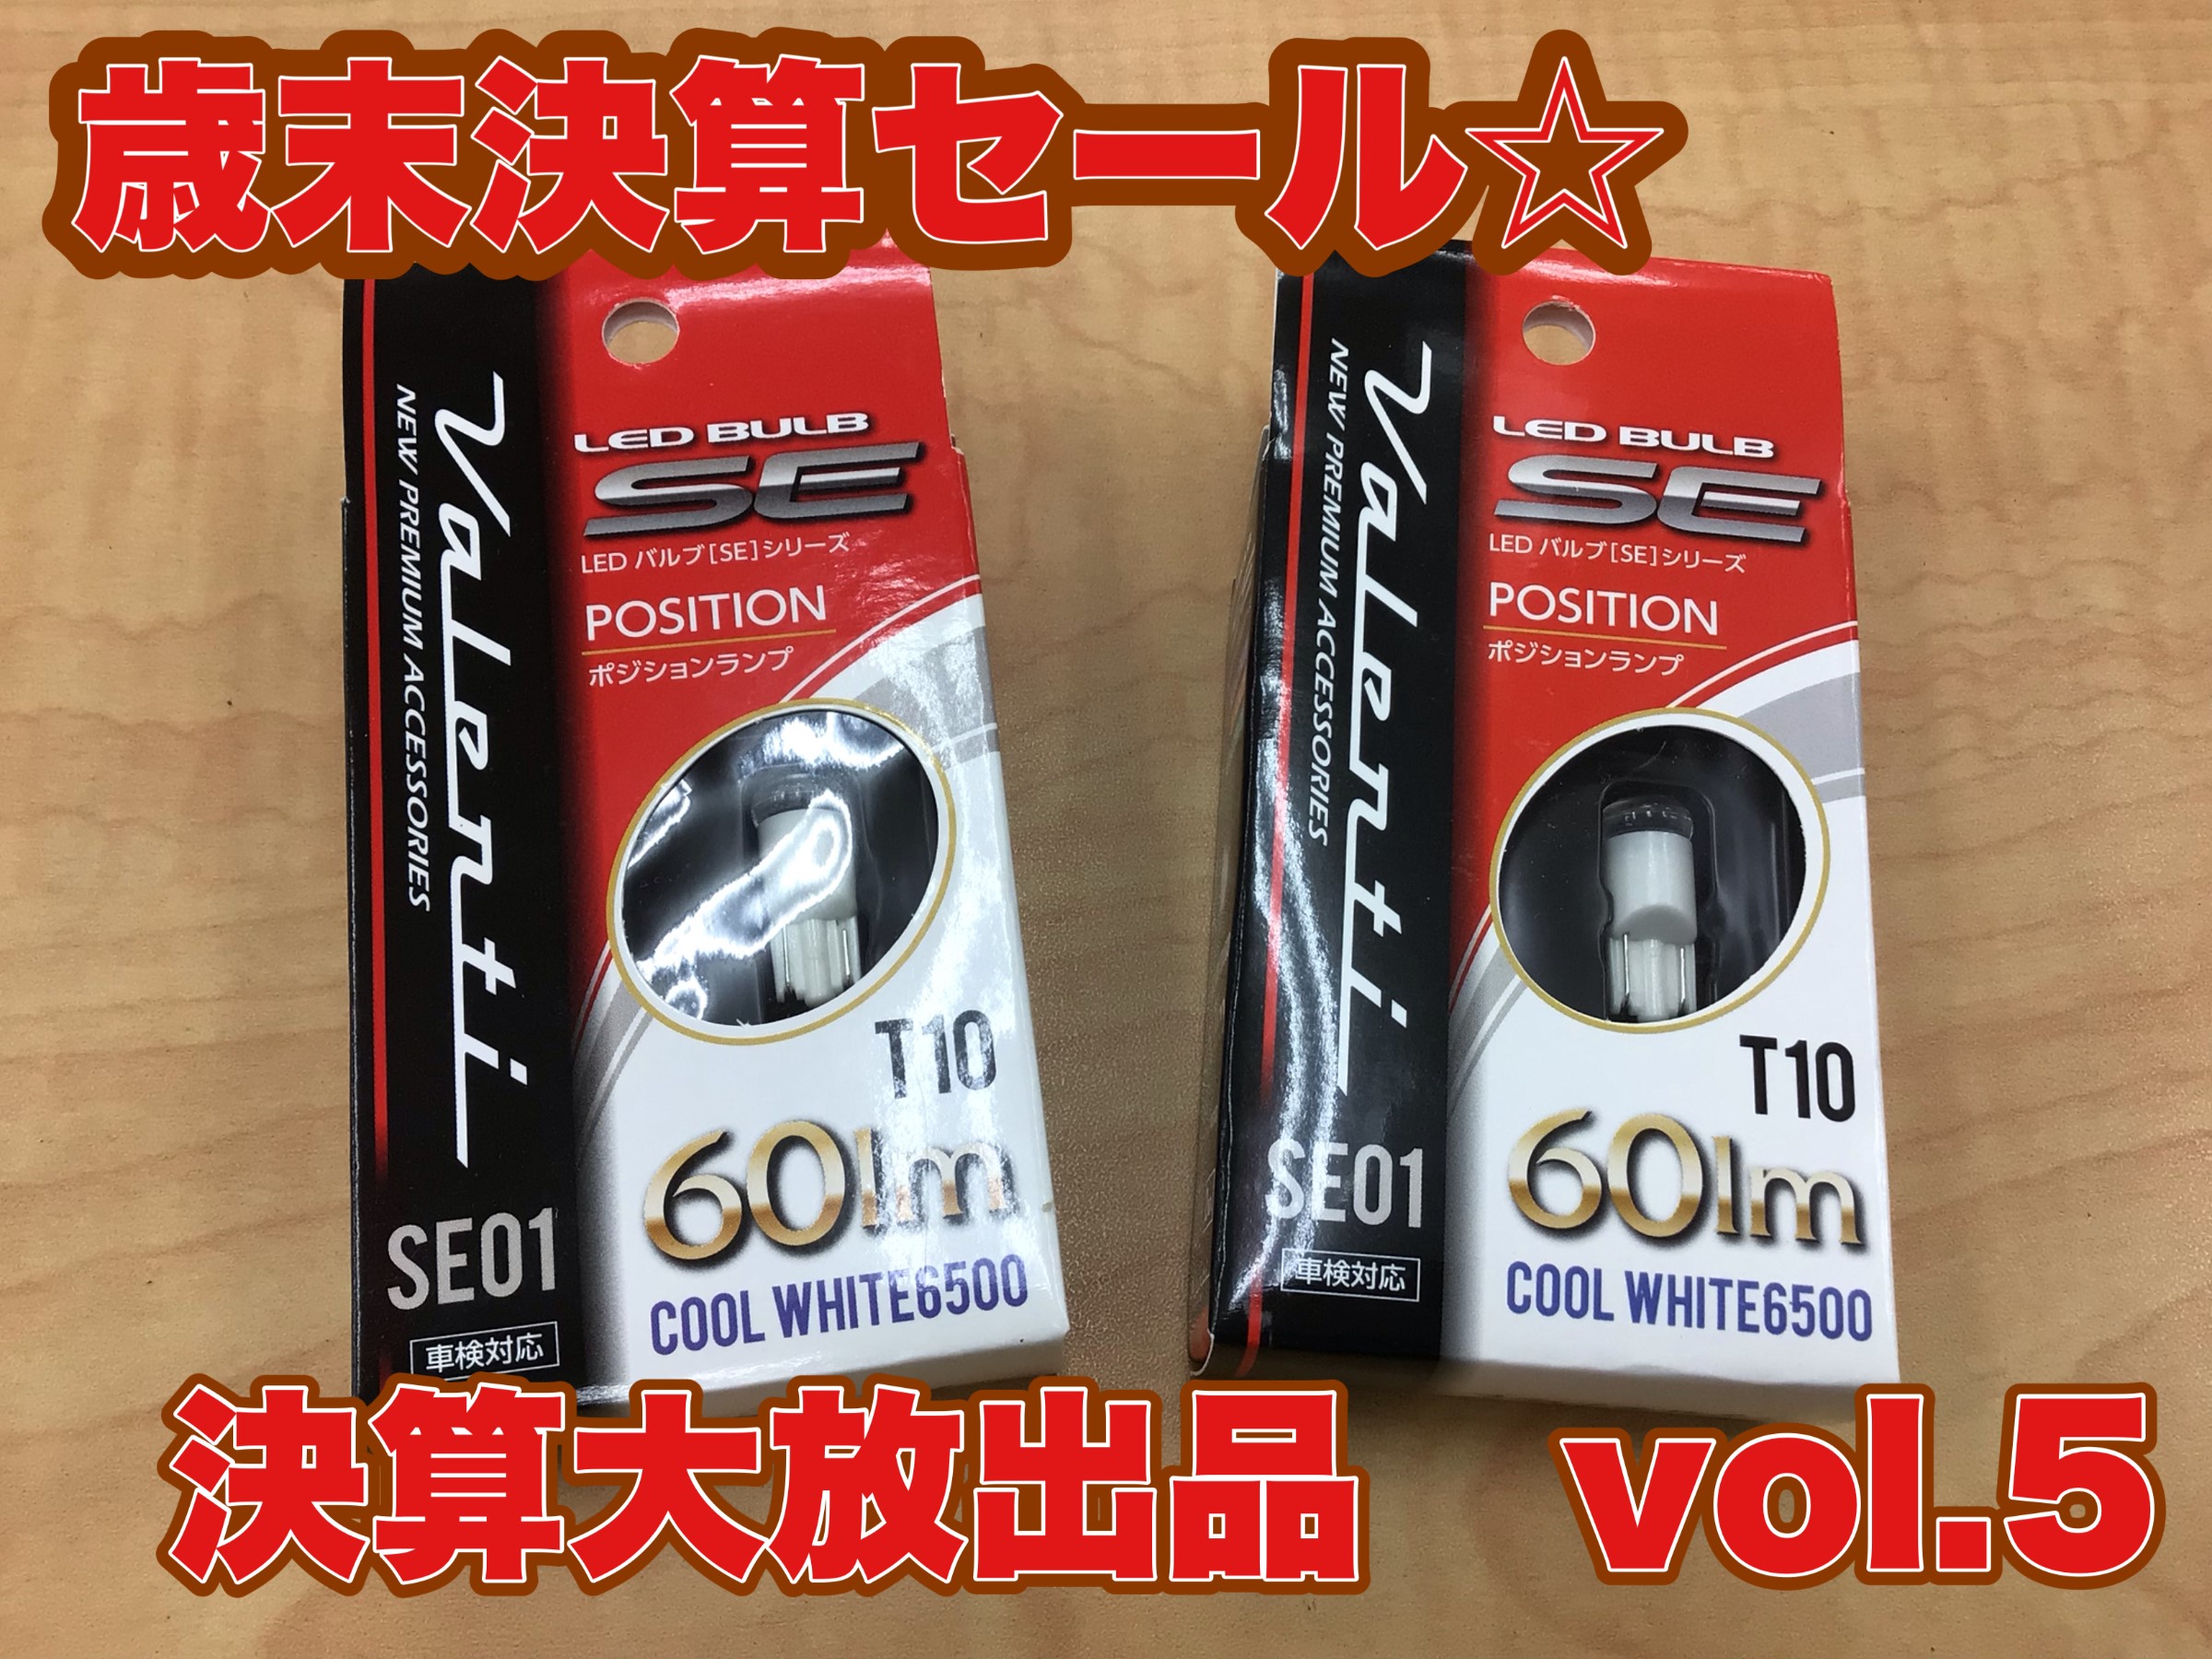 歳末決算セール☆
Valenti
NEW PREMIUM ACCESSORIES
SE01
車検対応
LED BULB
SE
LED バルブ[SE]シリーズ
POSITION
ポジションランプ
T10
60lm
COOL WHITE6500
Valenti
NEW PREMIUM ACCESSORIES
SE01
車検対応
LED BULB
SE
LED バルブ[SE]シリーズ
POSITION
ポジションランプ
T10
60lm
COOL WHITE6500
決算大放出品 vol.5